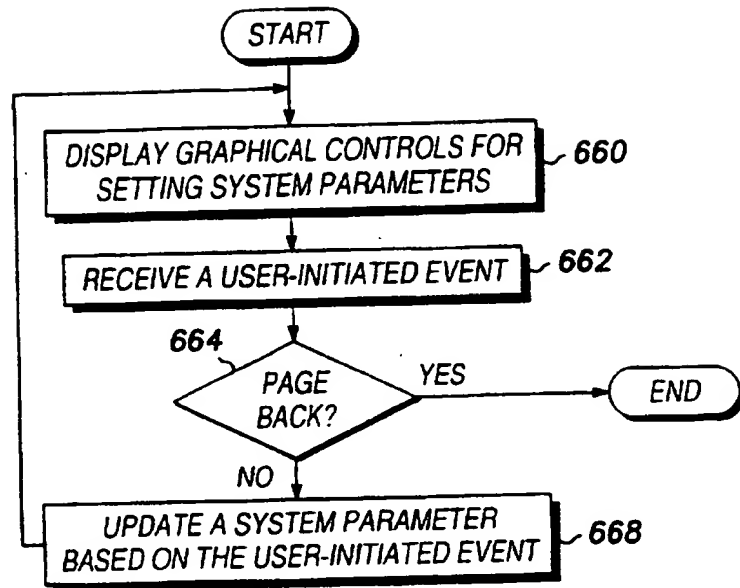 START
DISPLAY GRAPHICAL CONTROLS FOR
SETTING SYSTEM PARAMETERS
660
RECEIVE A USER-INITIATED EVENT
662
664
PAGE
BACK?
YES
END
NO
UPDATE A SYSTEM PARAMETER
BASED ON THE USER-INITIATED EVENT
668